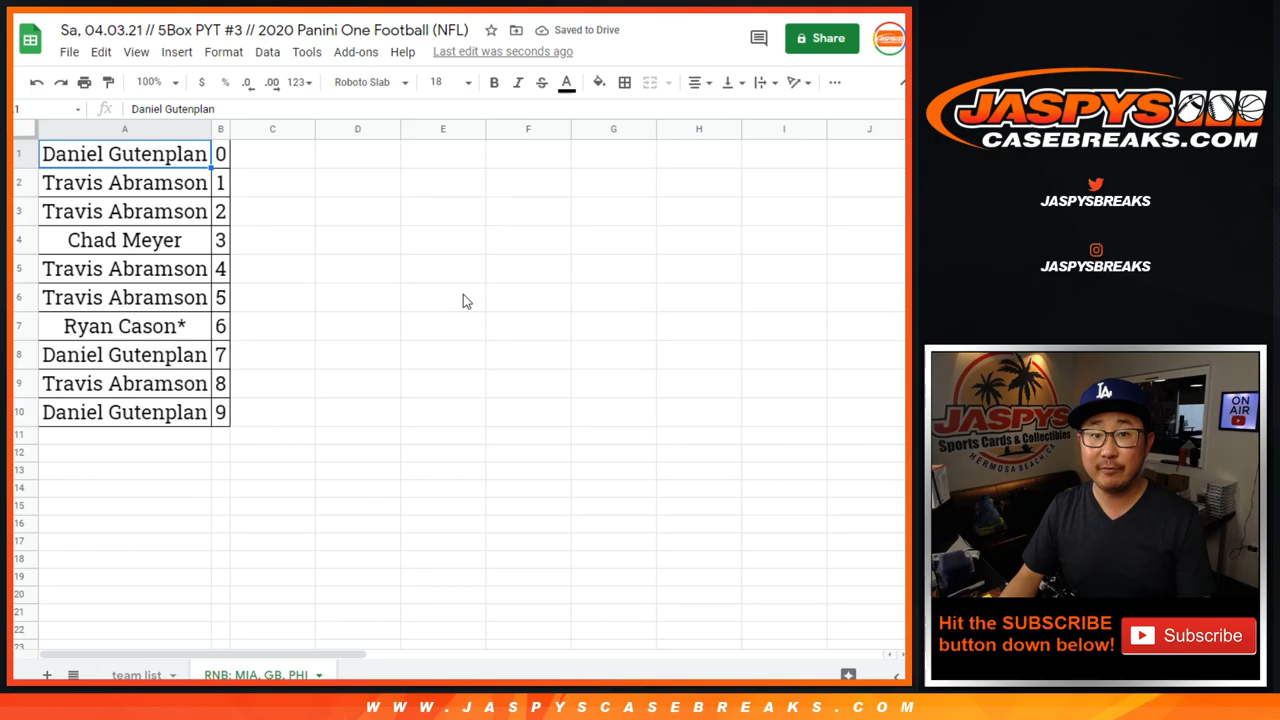 Sa, 04.03.21 // 5Box PYT #3 // 2020 Panini One Football (NFL) Saved to Drive
Share
File Edit View Insert Format Data Tools Add-ons Help Last edit was seconds ago
100% $ % .0 .00 123 Roboto Slab 18 B I S A
1 fx Daniel Gutenplan
A B C D E F G H I J
1 Daniel Gutenplan 0
2 Travis Abramson 1
3 Travis Abramson 2
4 Chad Meyer 3
5 Travis Abramson 4
6 Travis Abramson 5
7 Ryan Cason* 6
8 Daniel Gutenplan 7
9 Travis Abramson 8
10 Daniel Gutenplan 9
11
12
13
14
15
16
17
18
19
20
21
22
23
+ team list RNB: MIA, GB, PHI
JASPYS
CASEBREAKS.COM
JASPYSBREAKS
JASPYSBREAKS
JASPYS
Sports Cards & Collectibles
HERMOSA BEACH, CA
LA
ON
AIR
Hit the SUBSCRIBE
button down below!
Subscribe
WWW.JASPYSCASEBREAKS.COM